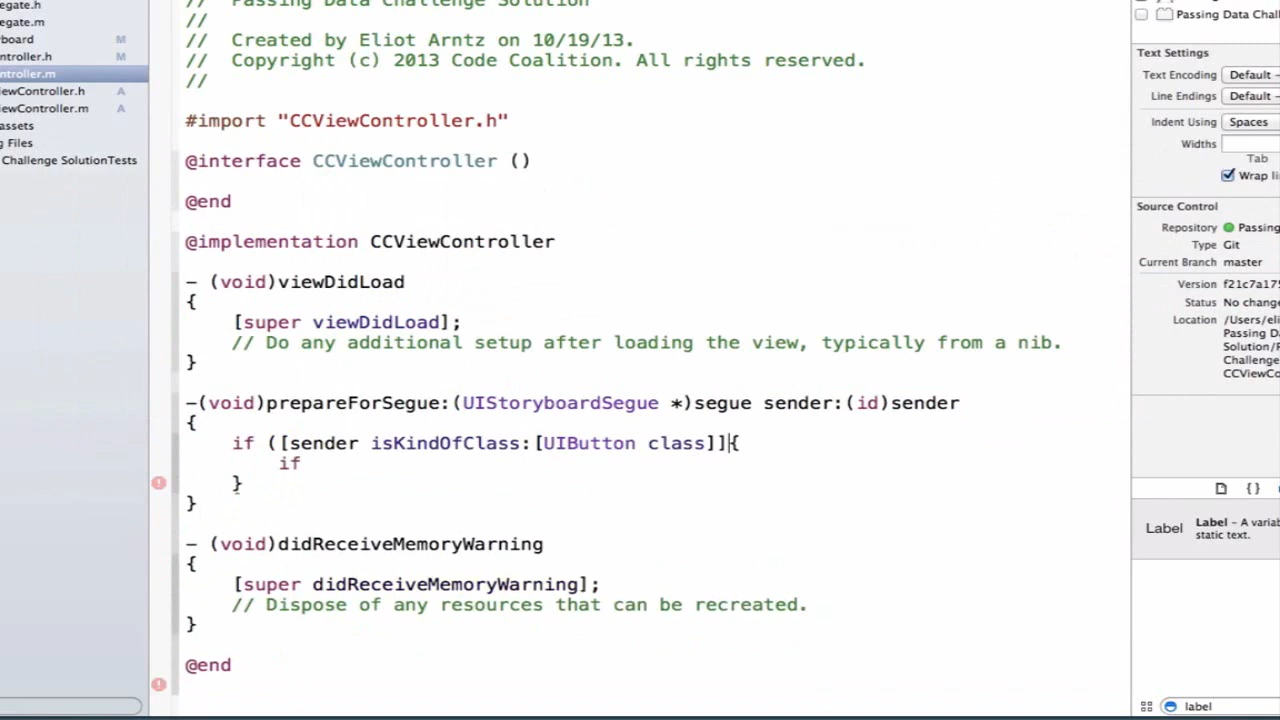 egate.h
egate.m
board M
ontroller.h M
ontroller.m
iewController.h A
iewController.m A
assets
g Files
Challenge SolutionTests
// Passing Data Challenge Solution
//
// Created by Eliot Arntz on 10/19/13.
// Copyright (c) 2013 Code Coalition. All rights reserved.
//
#import "CCViewController.h"
@interface CCViewController ()
@end
@implementation CCViewController
- (void)viewDidLoad
{
[super viewDidLoad];
// Do any additional setup after loading the view, typically from a nib.
}
-(void)prepareForSegue:(UIStoryboardSegue *)segue sender:(id)sender
{
if ([sender isKindOfClass:[UIButton class]]{
if
}
}
- (void)didReceiveMemoryWarning
{
[super didReceiveMemoryWarning];
// Dispose of any resources that can be recreated.
}
@end
Passing Data Chall
Text Settings
Text Encoding Default -
Line Endings Default -
Indent Using Spaces
Widths
Tab
Wrap li
Source Control
Repository Passing
Type Git
Current Branch master
Version f21c7a175
Status No change
Location /Users/eli
Passing Da
Solution/P
Challenge
CCViewCo
{ }
Label Label - A varia
static text.
label